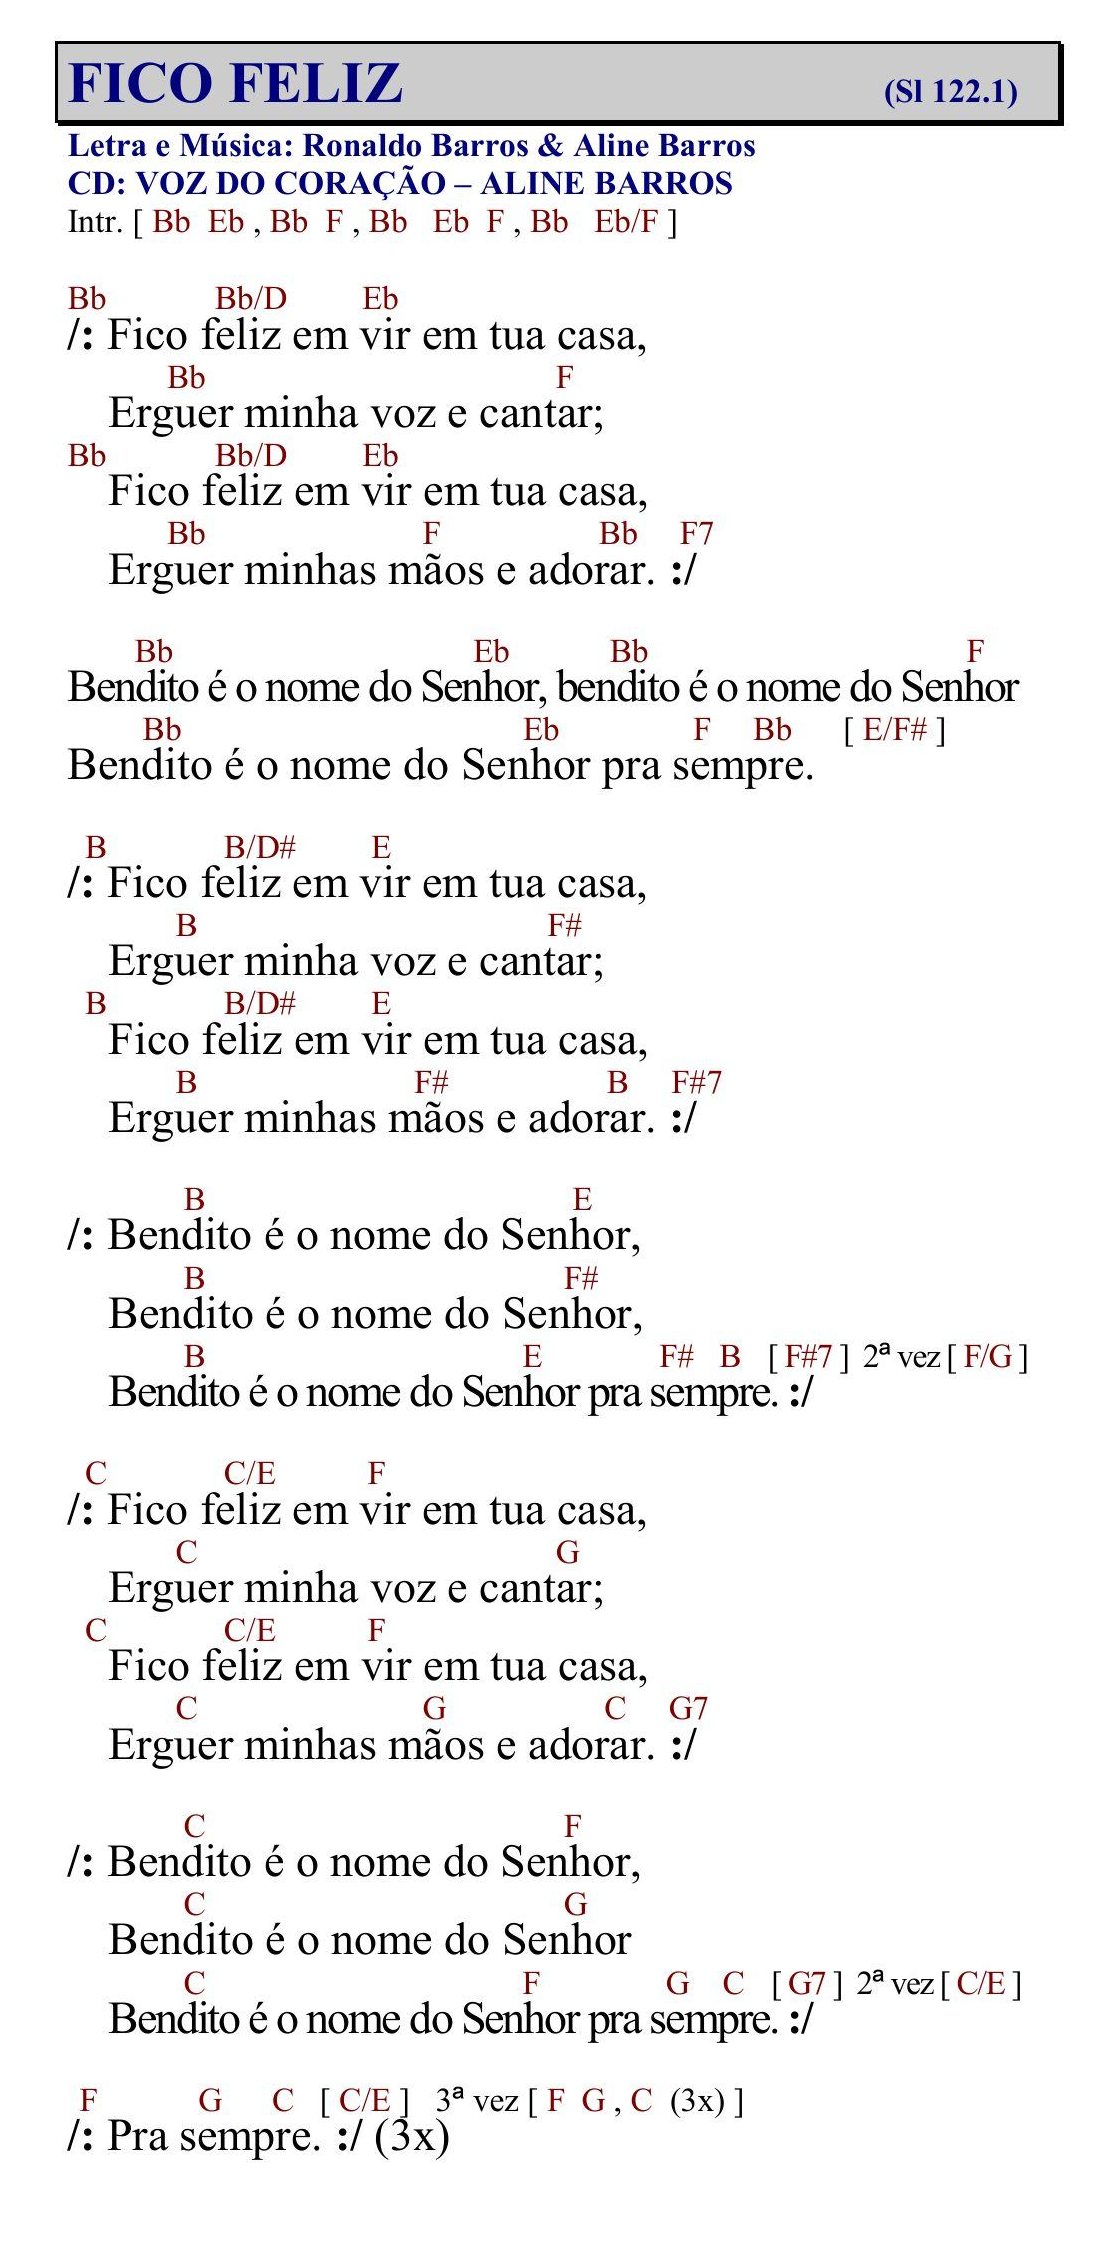 FICO FELIZ (Sl 122.1)
Letra e Música: Ronaldo Barros & Aline Barros
CD: VOZ DO CORAÇÃO – ALINE BARROS
Intr. [ Bb Eb , Bb F , Bb Eb F , Bb Eb/F ]
Bb Bb/D Eb
/: Fico feliz em vir em tua casa,
Bb F
Erguer minha voz e cantar;
Bb Bb/D Eb
Fico feliz em vir em tua casa,
Bb F Bb F7
Erguer minhas mãos e adorar. :/
Bb Eb Bb F
Bendito é o nome do Senhor, bendito é o nome do Senhor
Bb Eb F Bb [ E/F# ]
Bendito é o nome do Senhor pra sempre.
B B/D# E
/: Fico feliz em vir em tua casa,
B F#
Erguer minha voz e cantar;
B B/D# E
Fico feliz em vir em tua casa,
B F# B F#7
Erguer minhas mãos e adorar. :/
B E
/: Bendito é o nome do Senhor,
B F#
Bendito é o nome do Senhor,
B E F# B [ F#7 ] 2ª vez [ F/G ]
Bendito é o nome do Senhor pra sempre. :/
C C/E F
/: Fico feliz em vir em tua casa,
C G
Erguer minha voz e cantar;
C C/E F
Fico feliz em vir em tua casa,
C G C G7
Erguer minhas mãos e adorar. :/
C F
/: Bendito é o nome do Senhor,
C G
Bendito é o nome do Senhor
C F G C [ G7 ] 2ª vez [ C/E ]
Bendito é o nome do Senhor pra sempre. :/
F G C [ C/E ] 3ª vez [ F G , C (3x) ]
/: Pra sempre. :/ (3x)